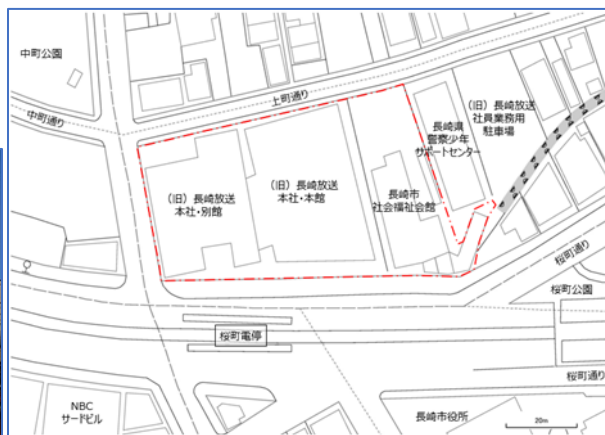 中町公園
中町通り
上町通り
(旧)長崎放送
社員業務用
駐車場
長崎県
警察少年
サポートセンター
(旧)長崎放送
本社・別館
(旧)長崎放送
本社・本館
長崎市
社会福祉会館
桜町通り
桜町公園
桜町電停
桜町通り
NBC
サードビル
長崎市役所
20m